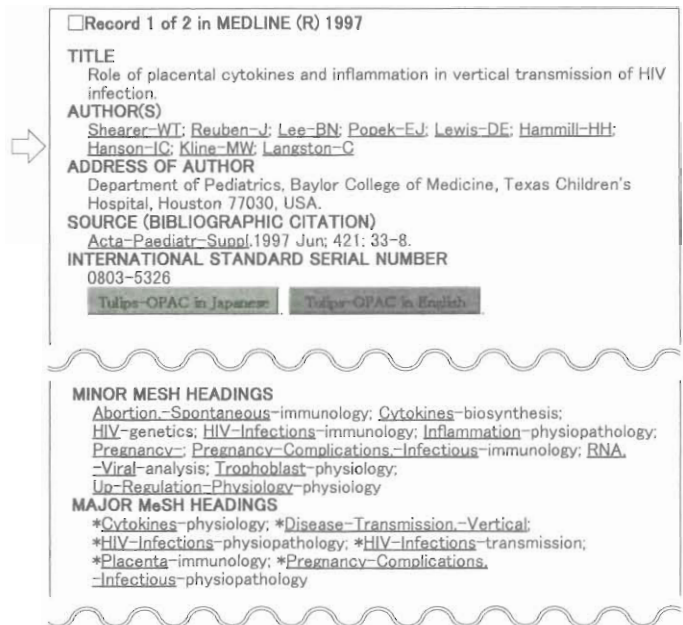 □Record 1 of 2 in MEDLINE (R) 1997
TITLE
Role of placental cytokines and inflammation in vertical transmission of HIV
infection.
AUTHOR(S)
Shearer-WT; Reuben-J; Lee-BN; Popek-EJ; Lewis-DE; Hammill-HH;
Hanson-IC; Kline-MW; Langston-C
ADDRESS OF AUTHOR
Department of Pediatrics, Baylor College of Medicine, Texas Children's
Hospital, Houston 77030, USA.
SOURCE (BIBLIOGRAPHIC CITATION)
Acta-Paediatr-Suppl.1997 Jun; 421: 33-8.
INTERNATIONAL STANDARD SERIAL NUMBER
0803-5326
Tulips-OPAC in Japanese . Tulips-OPAC in English .
MINOR MESH HEADINGS
Abortion,-Spontaneous-immunology; Cytokines-biosynthesis;
HIV-genetics; HIV-Infections-immunology; Inflammation-physiopathology;
Pregnancy-; Pregnancy-Complications,-Infectious-immunology; RNA,
-Viral-analysis; Trophoblast-physiology;
Up-Regulation-Physiology-physiology
MAJOR MeSH HEADINGS
*Cytokines-physiology; *Disease-Transmission,-Vertical;
*HIV-Infections-physiopathology; *HIV-Infections-transmission;
*Placenta-immunology; *Pregnancy-Complications,
-Infectious-physiopathology